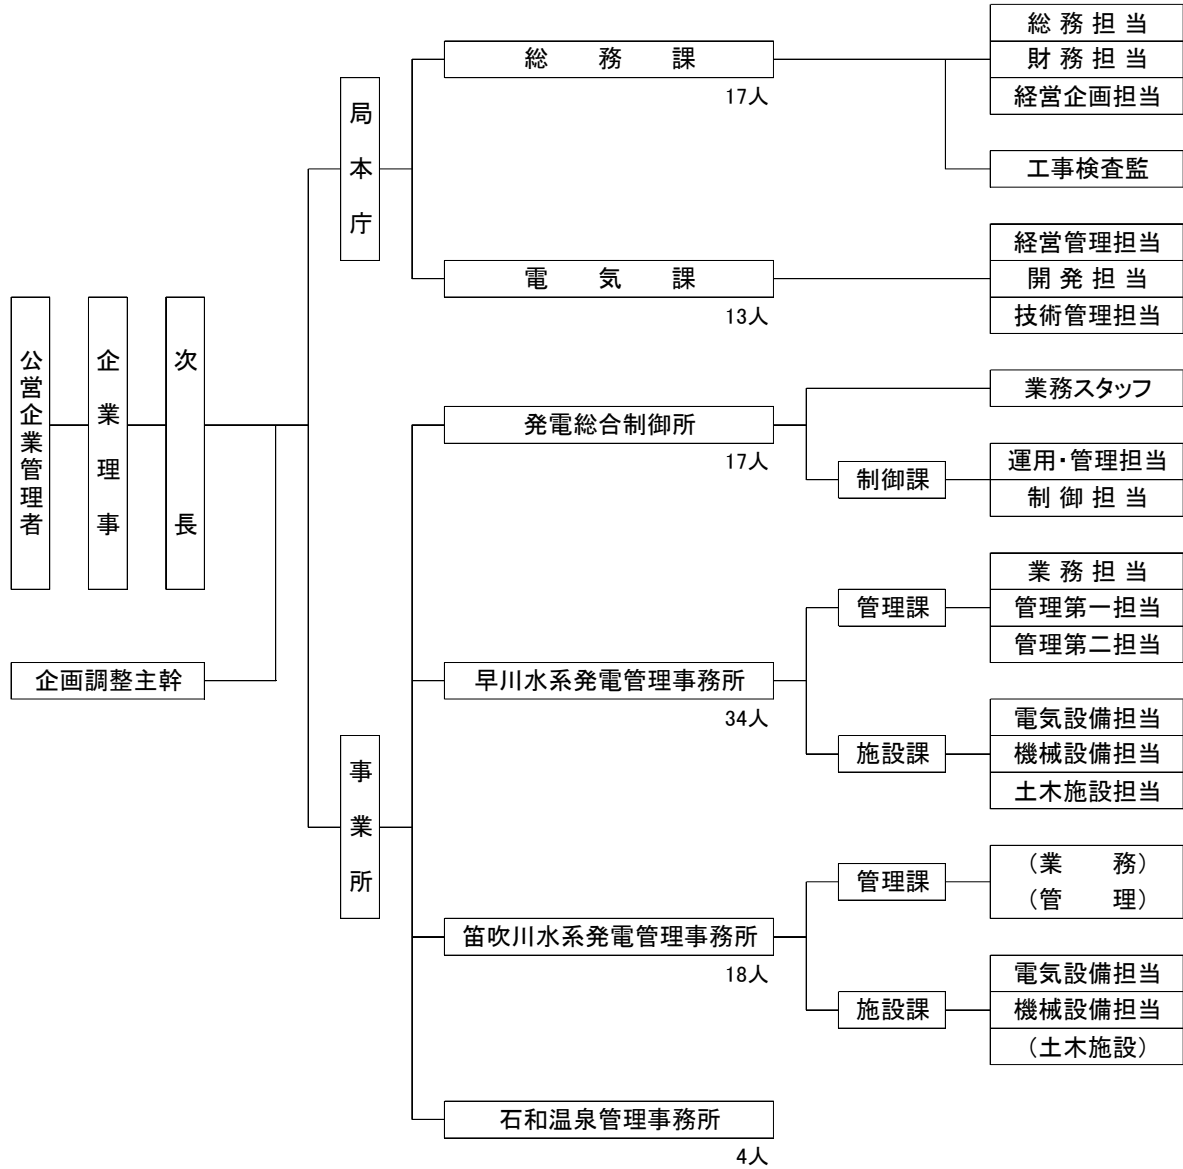 公営企業管理者
企業理事
次長
企画調整主幹
局本庁
総務課
17人
総務担当
財務担当
経営企画担当
工事検査監
電気課
13人
経営管理担当
開発担当
技術管理担当
事業所
発電総合制御所
17人
業務スタッフ
制御課
運用・管理担当
制御担当
早川水系発電管理事務所
34人
管理課
業務担当
管理第一担当
管理第二担当
施設課
電気設備担当
機械設備担当
土木施設担当
笛吹川水系発電管理事務所
18人
管理課
(業務)
(管理)
施設課
電気設備担当
機械設備担当
(土木施設)
石和温泉管理事務所
4人